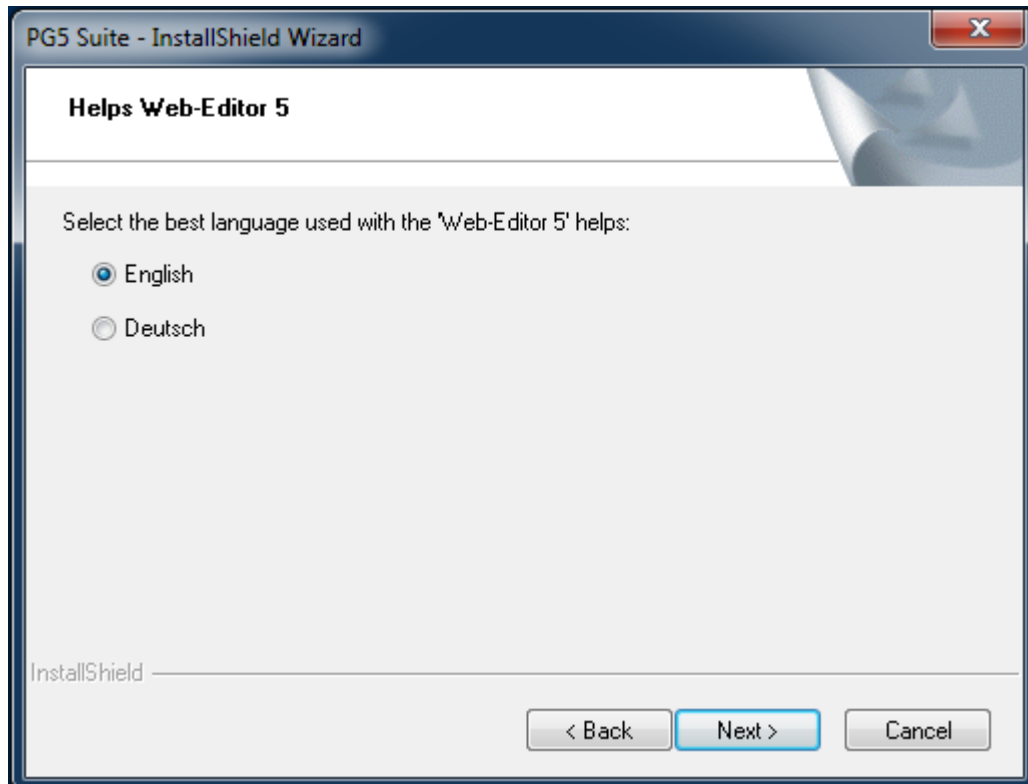 PG5 Suite - InstallShield Wizard
Helps Web-Editor 5
Select the best language used with the 'Web-Editor 5' helps:
English
Deutsch
InstallShield
< Back
Next >
Cancel